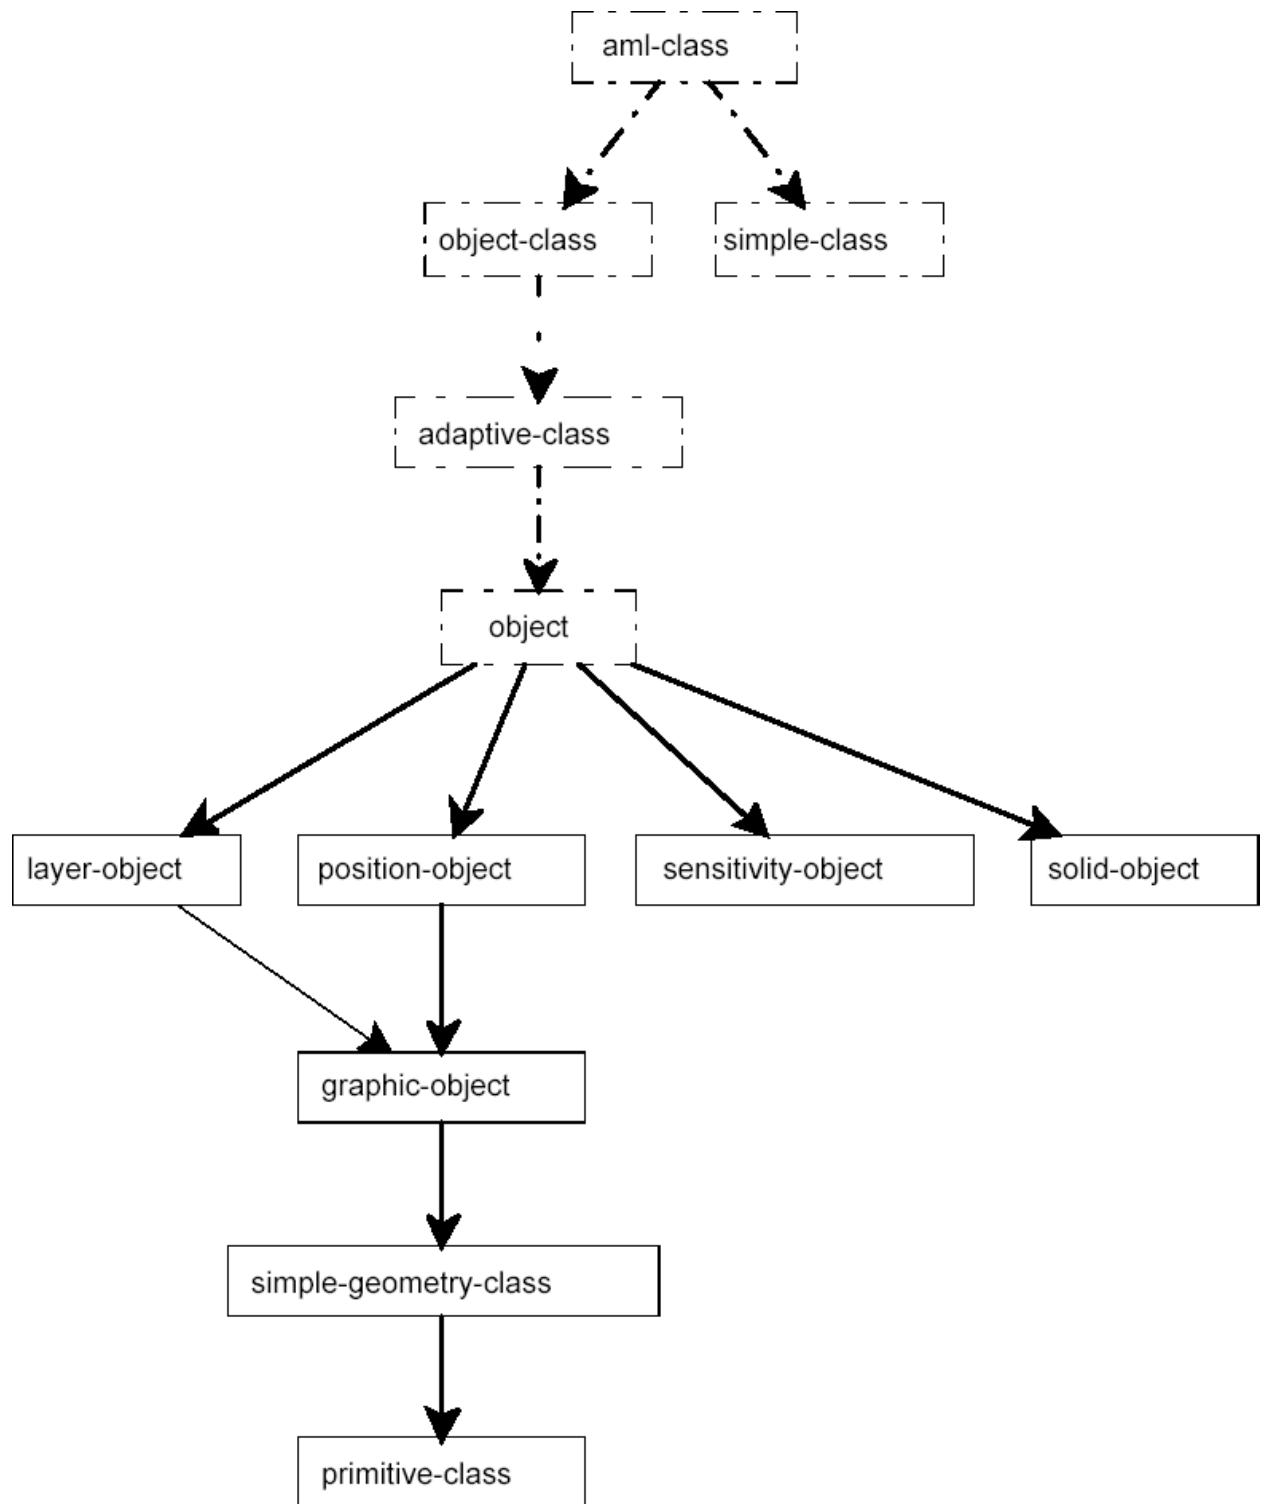 aml-class
object-class
simple-class
adaptive-class
object
layer-object
position-object
sensitivity-object
solid-object
graphic-object
simple-geometry-class
primitive-class